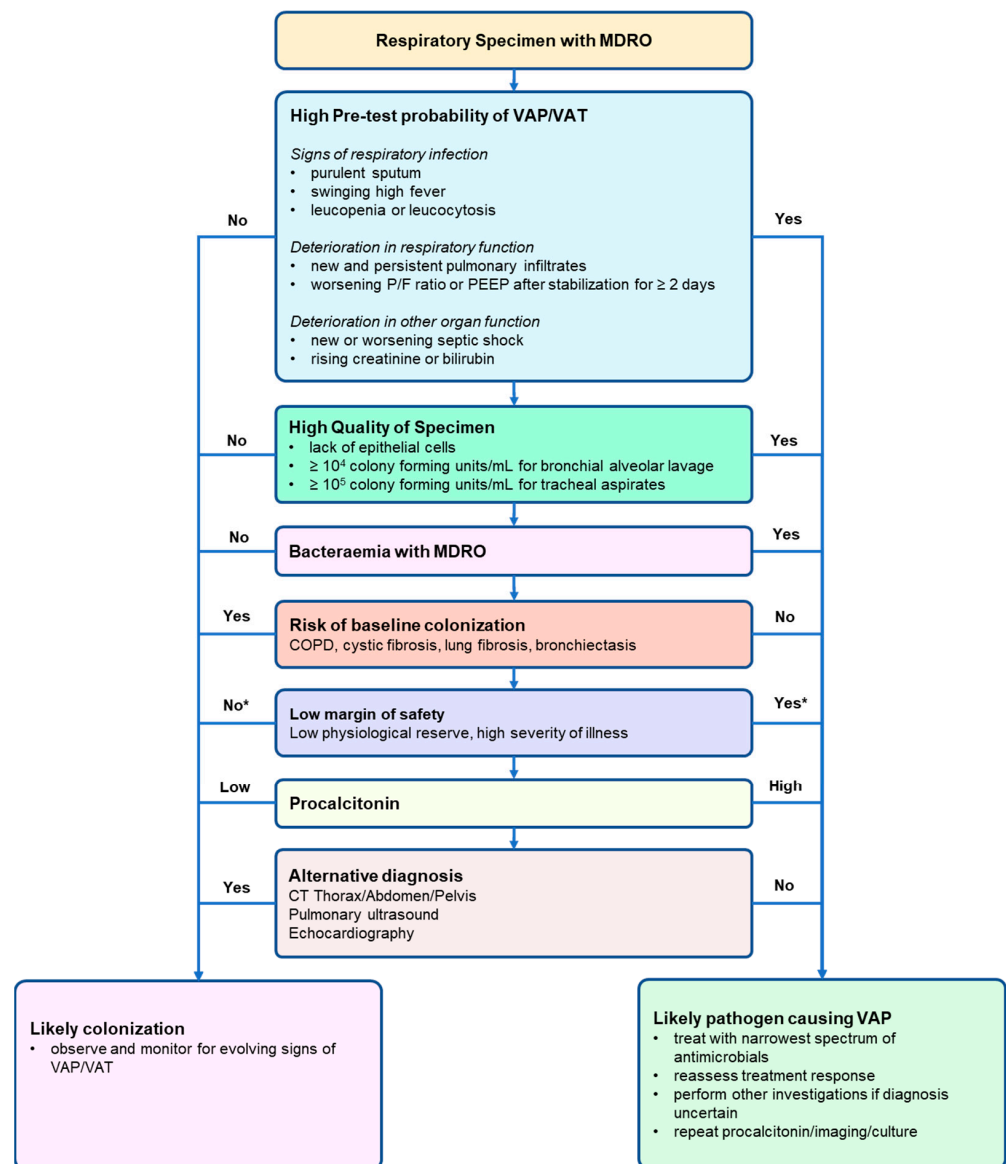 Respiratory Specimen with MDRO
High Pre-test probability of VAP/VAT
Signs of respiratory infection
• purulent sputum
• swinging high fever
• leucopenia or leucocytosis
No
Yes
Deterioration in respiratory function
• new and persistent pulmonary infiltrates
• worsening P/F ratio or PEEP after stabilization for ≥ 2 days
Deterioration in other organ function
• new or worsening septic shock
• rising creatinine or bilirubin
High Quality of Specimen
No
Yes
• lack of epithelial cells
• ≥ 10⁴ colony forming units/mL for bronchial alveolar lavage
• ≥ 10⁵ colony forming units/mL for tracheal aspirates
No
Bacteraemia with MDRO
Yes
Yes
Risk of baseline colonization
No
COPD, cystic fibrosis, lung fibrosis, bronchiectasis
No*
Low margin of safety
Yes*
Low physiological reserve, high severity of illness
Low
Procalcitonin
High
Alternative diagnosis
Yes
No
CT Thorax/Abdomen/Pelvis
Pulmonary ultrasound
Echocardiography
Likely colonization
• observe and monitor for evolving signs of
VAP/VAT
Likely pathogen causing VAP
• treat with narrowest spectrum of
antimicrobials
• reassess treatment response
• perform other investigations if diagnosis
uncertain
• repeat procalcitonin/imaging/culture